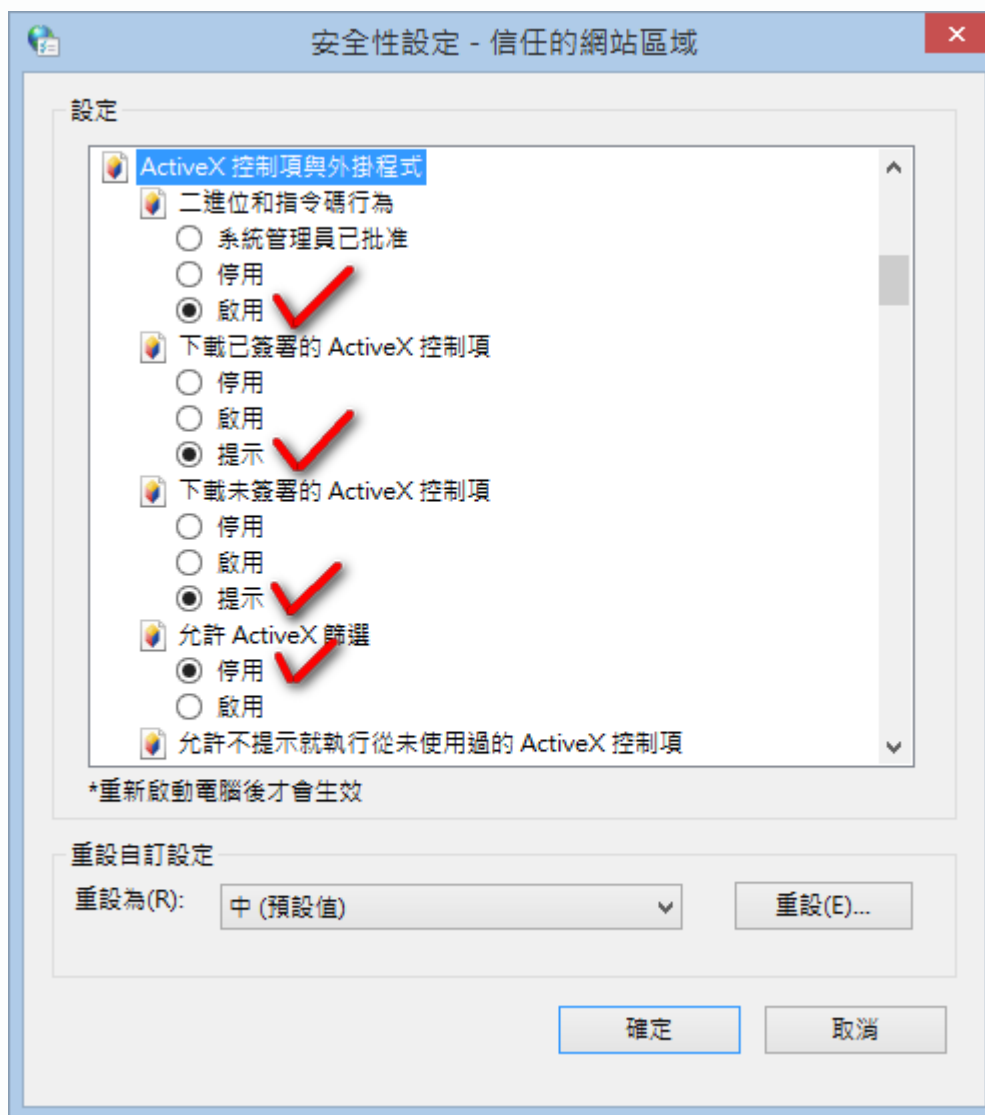 安全性設定 - 信任的網站區域
設定
ActiveX 控制項與外掛程式
二進位和指令碼行為
系統管理員已批准
停用
啟用
下載已簽署的 ActiveX 控制項
停用
啟用
提示
下載未簽署的 ActiveX 控制項
停用
啟用
提示
允許 ActiveX 篩選
停用
啟用
允許不提示就執行從未使用過的 ActiveX 控制項
*重新啟動電腦後才會生效
重設自訂設定
重設為(R):
中 (預設值)
重設(E)...
確定
取消